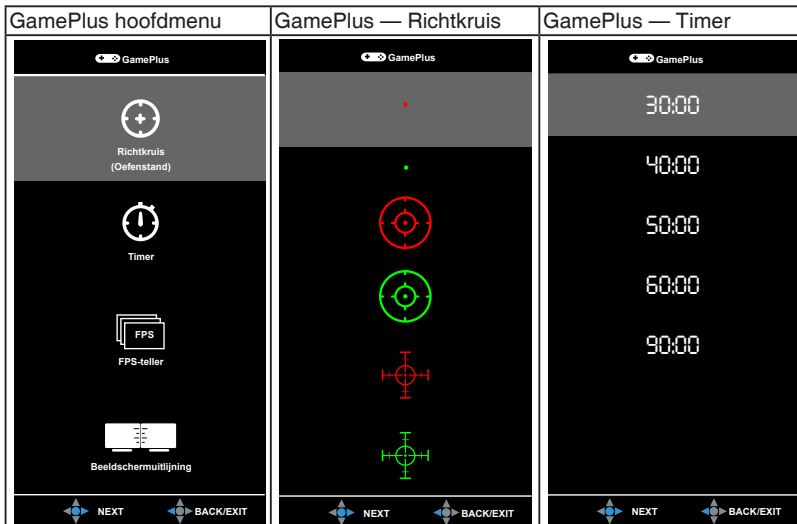 GamePlus hoofdmenu
GamePlus — Richtkruis
GamePlus — Timer
GamePlus
Richtkruis
(Oefenstand)
Timer
FPS
FPS-teller
Beeldschermuitlijning
NEXT
BACK/EXIT
GamePlus
NEXT
BACK/EXIT
GamePlus
30:00
40:00
50:00
60:00
90:00
NEXT
BACK/EXIT